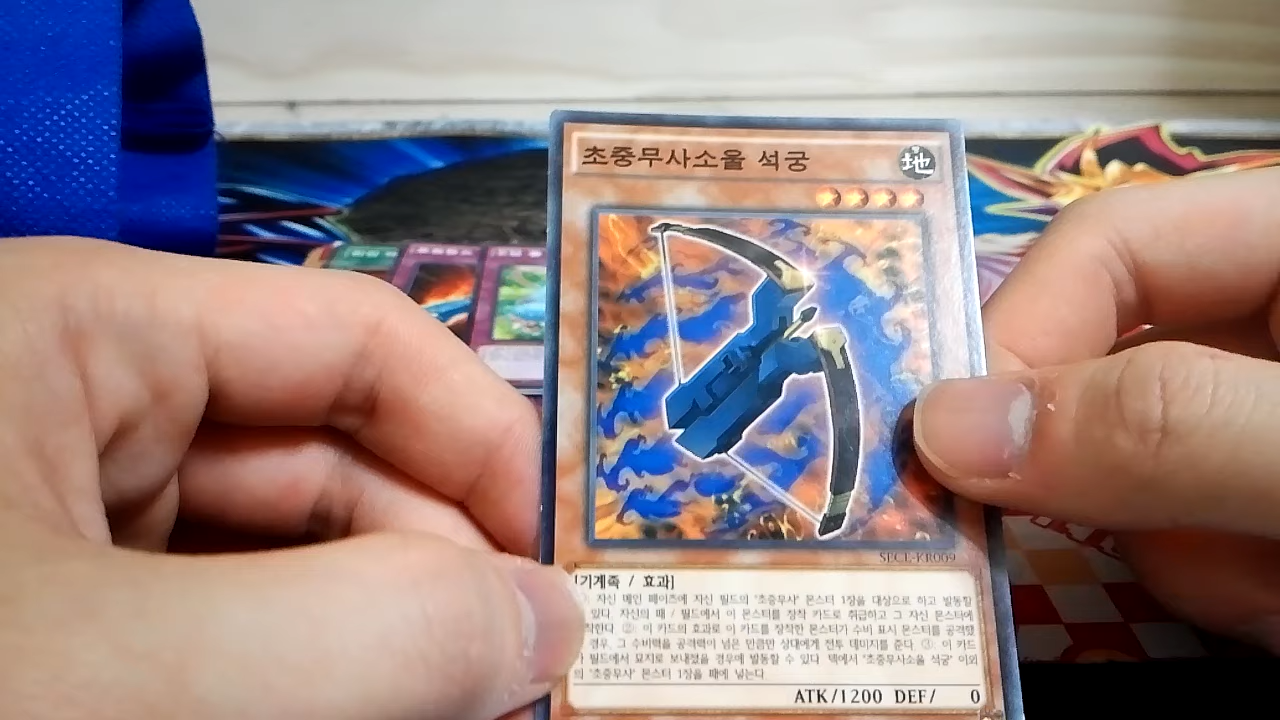 초중무사소울 석궁
地
SECE-KR009
[기계족 / 효과]
자신 메인 페이즈에 자신 필드의 "초중무사" 몬스터 1장을 대상으로 하고 발동할
있다. 자신의 패 / 필드에서 이 몬스터를 장착 카드로 취급하고 그 자신 몬스터에
착한다. ②: 이 카드의 효과로 이 카드를 장착한 몬스터가 수비 표시 몬스터를 공격했
경우, 그 수비력을 공격력이 넘은 만큼만 상대에게 전투 데미지를 준다. ③: 이 카드
가 필드에서 묘지로 보내졌을 경우에 발동할 수 있다. 덱에서 "초중무사소울 석궁" 이외
의 "초중무사" 몬스터 1장을 패에 넣는다.
ATK/1200 DEF/ 0